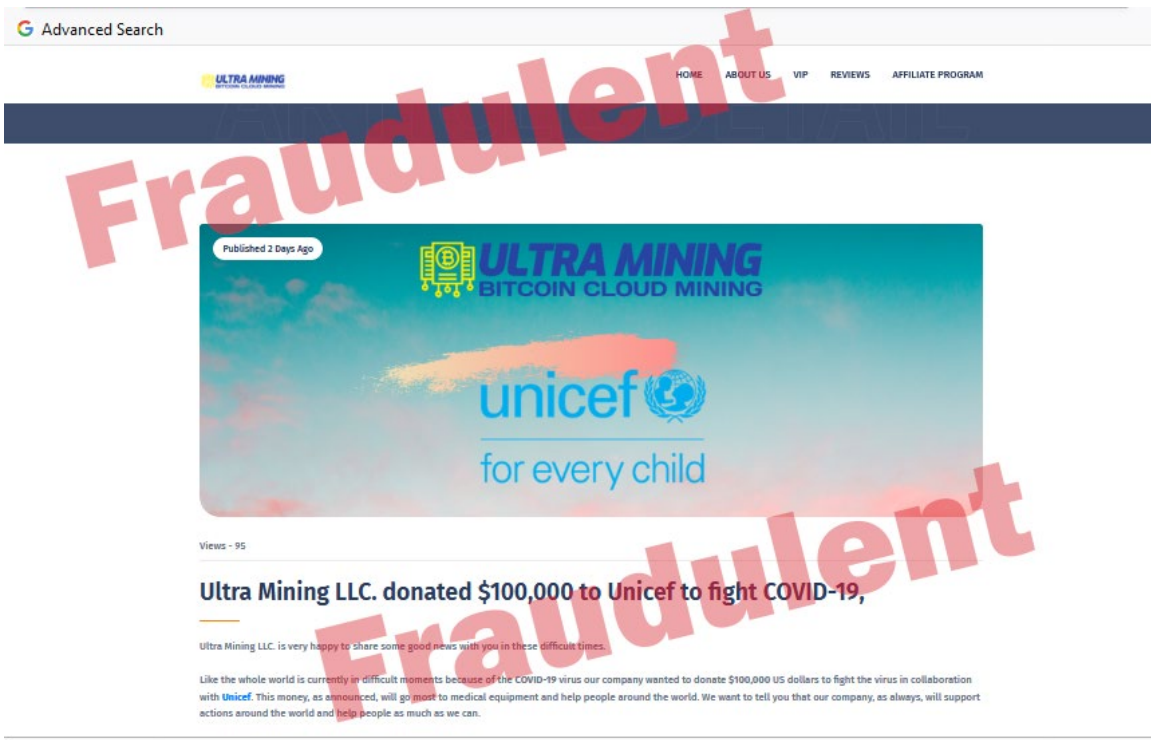 Advanced Search
ULTRA MINING
BITCOIN CLOUD MINING
HOME ABOUT US VIP REVIEWS AFFILIATE PROGRAM
Fraudulent
Published 2 Days Ago
ULTRA MINING
BITCOIN CLOUD MINING
unicef
for every child
Views - 95
Ultra Mining LLC. donated $100,000 to Unicef to fight COVID-19,
Ultra Mining LLC. is very happy to share some good news with you in these difficult times.
Like the whole world is currently in difficult moments because of the COVID-19 virus our company wanted to donate $100,000 US dollars to fight the virus in collaboration
with Unicef. This money, as announced, will go most to medical equipment and help people around the world. We want to tell you that our company, as always, will support
actions around the world and help people as much as we can.
Fraudulent